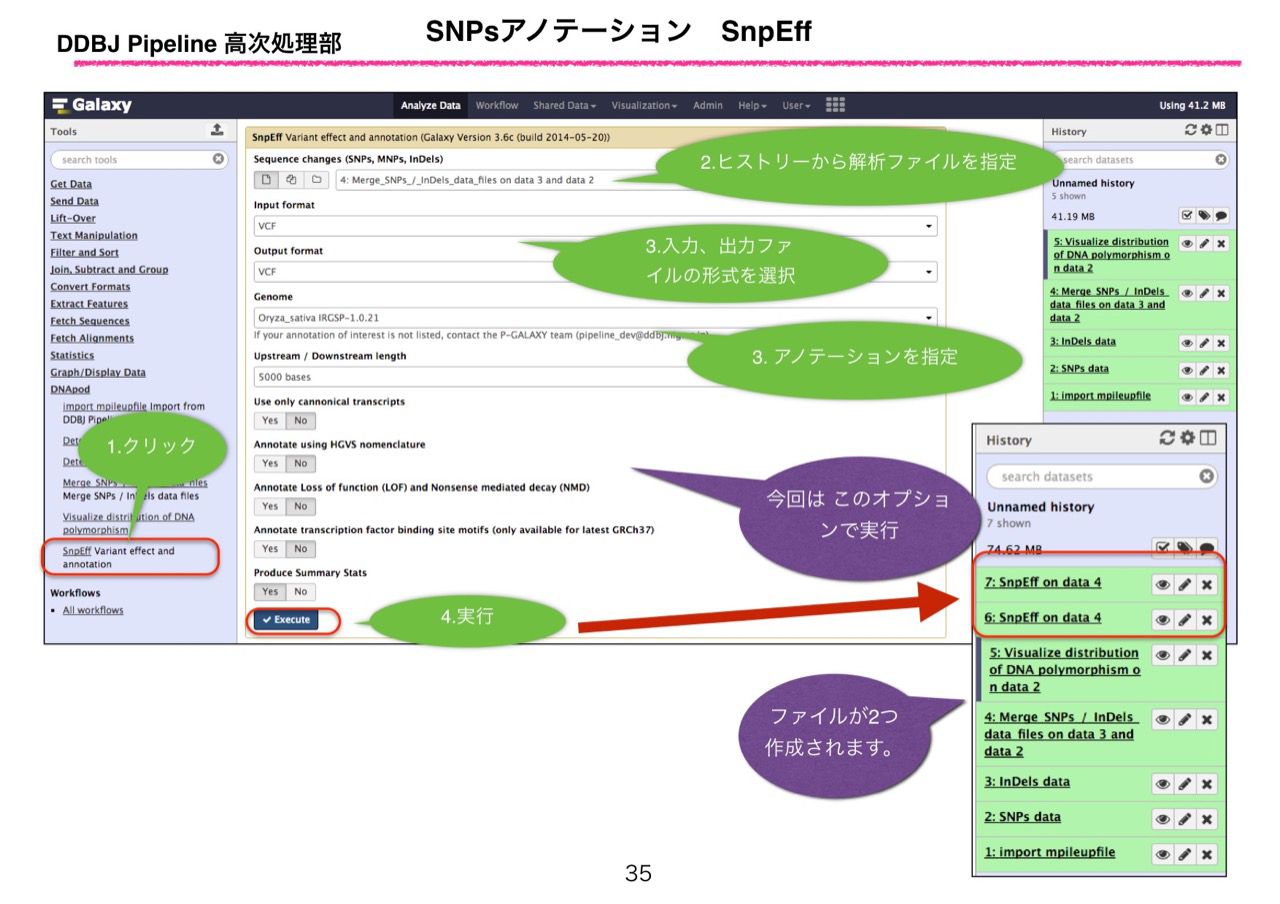 DDBJ Pipeline 高次処理部
SNPsアノテーション SnpEff
Galaxy
Analyze Data Workflow Shared Data Visualization Admin Help User
Using 41.2 MB
Tools
search tools
Get Data
Send Data
Lift-Over
Text Manipulation
Filter and Sort
Join, Subtract and Group
Convert Formats
Extract Features
Fetch Sequences
Fetch Alignments
Statistics
Graph/Display Data
DNApod
import mpileupfile Import from
DDBJ
1.クリック
Merge SNPs
Merge SNPs / InDels data files
Visualize distribution of DNA
polymorphism
SnpEff Variant effect and
annotation
Workflows
All workflows
SnpEff Variant effect and annotation (Galaxy Version 3.6c (build 2014-05-20))
Sequence changes (SNPs, MNPs, InDels)
4: Merge_SNPs_/_InDels_data_files on data 3 and data 2
2.ヒストリーから解析ファイルを指定
Input format
VCF
3.入力、出力ファ
イルの形式を選択
Output format
VCF
Genome
Oryza_sativa IRGSP-1.0.21
If your annotation of interest is not listed, contact the P-GALAXY team
3. アノテーションを指定
Upstream / Downstream length
5000 bases
Use only cannonical transcripts
Yes No
Annotate using HGVS nomenclature
Yes No
今回は このオプショ
ンで実行
Annotate Loss of function (LOF) and Nonsense mediated decay (NMD)
Yes No
Annotate transcription factor binding site motifs (only available for latest GRCh37)
Yes No
Produce Summary Stats
Yes No
Execute
4.実行
History
search datasets
Unnamed history
5 shown
41.19 MB
5: Visualize distribution
of DNA polymorphism o
n data 2
4: Merge SNPs / InDels
data files on data 3 and
data 2
3: InDels data
2: SNPs data
1: import mpileupfile
History
search datasets
Unnamed history
7 shown
74.62 MB
7: SnpEff on data 4
6: SnpEff on data 4
5: Visualize distribution
of DNA polymorphism o
n data 2
4: Merge SNPs / InDels
data files on data 3 and
data 2
3: InDels data
2: SNPs data
1: import mpileupfile
ファイルが2つ
作成されます。
35